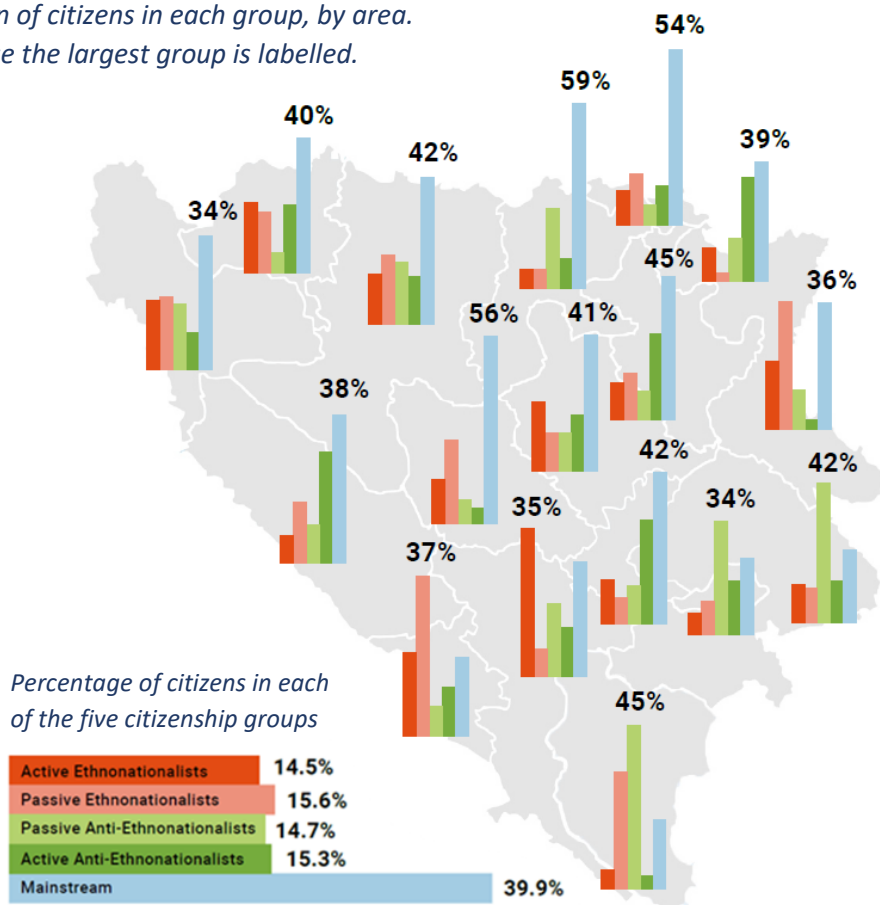 of citizens in each group, by area.
the largest group is labelled.
54%
59%
40%
39%
42%
34%
45%
36%
56%
41%
38%
42%
42%
35%
34%
37%
45%
Percentage of citizens in each
of the five citizenship groups
Active Ethnonationalists 14.5%
Passive Ethnonationalists 15.6%
Passive Anti-Ethnonationalists 14.7%
Active Anti-Ethnonationalists 15.3%
Mainstream 39.9%